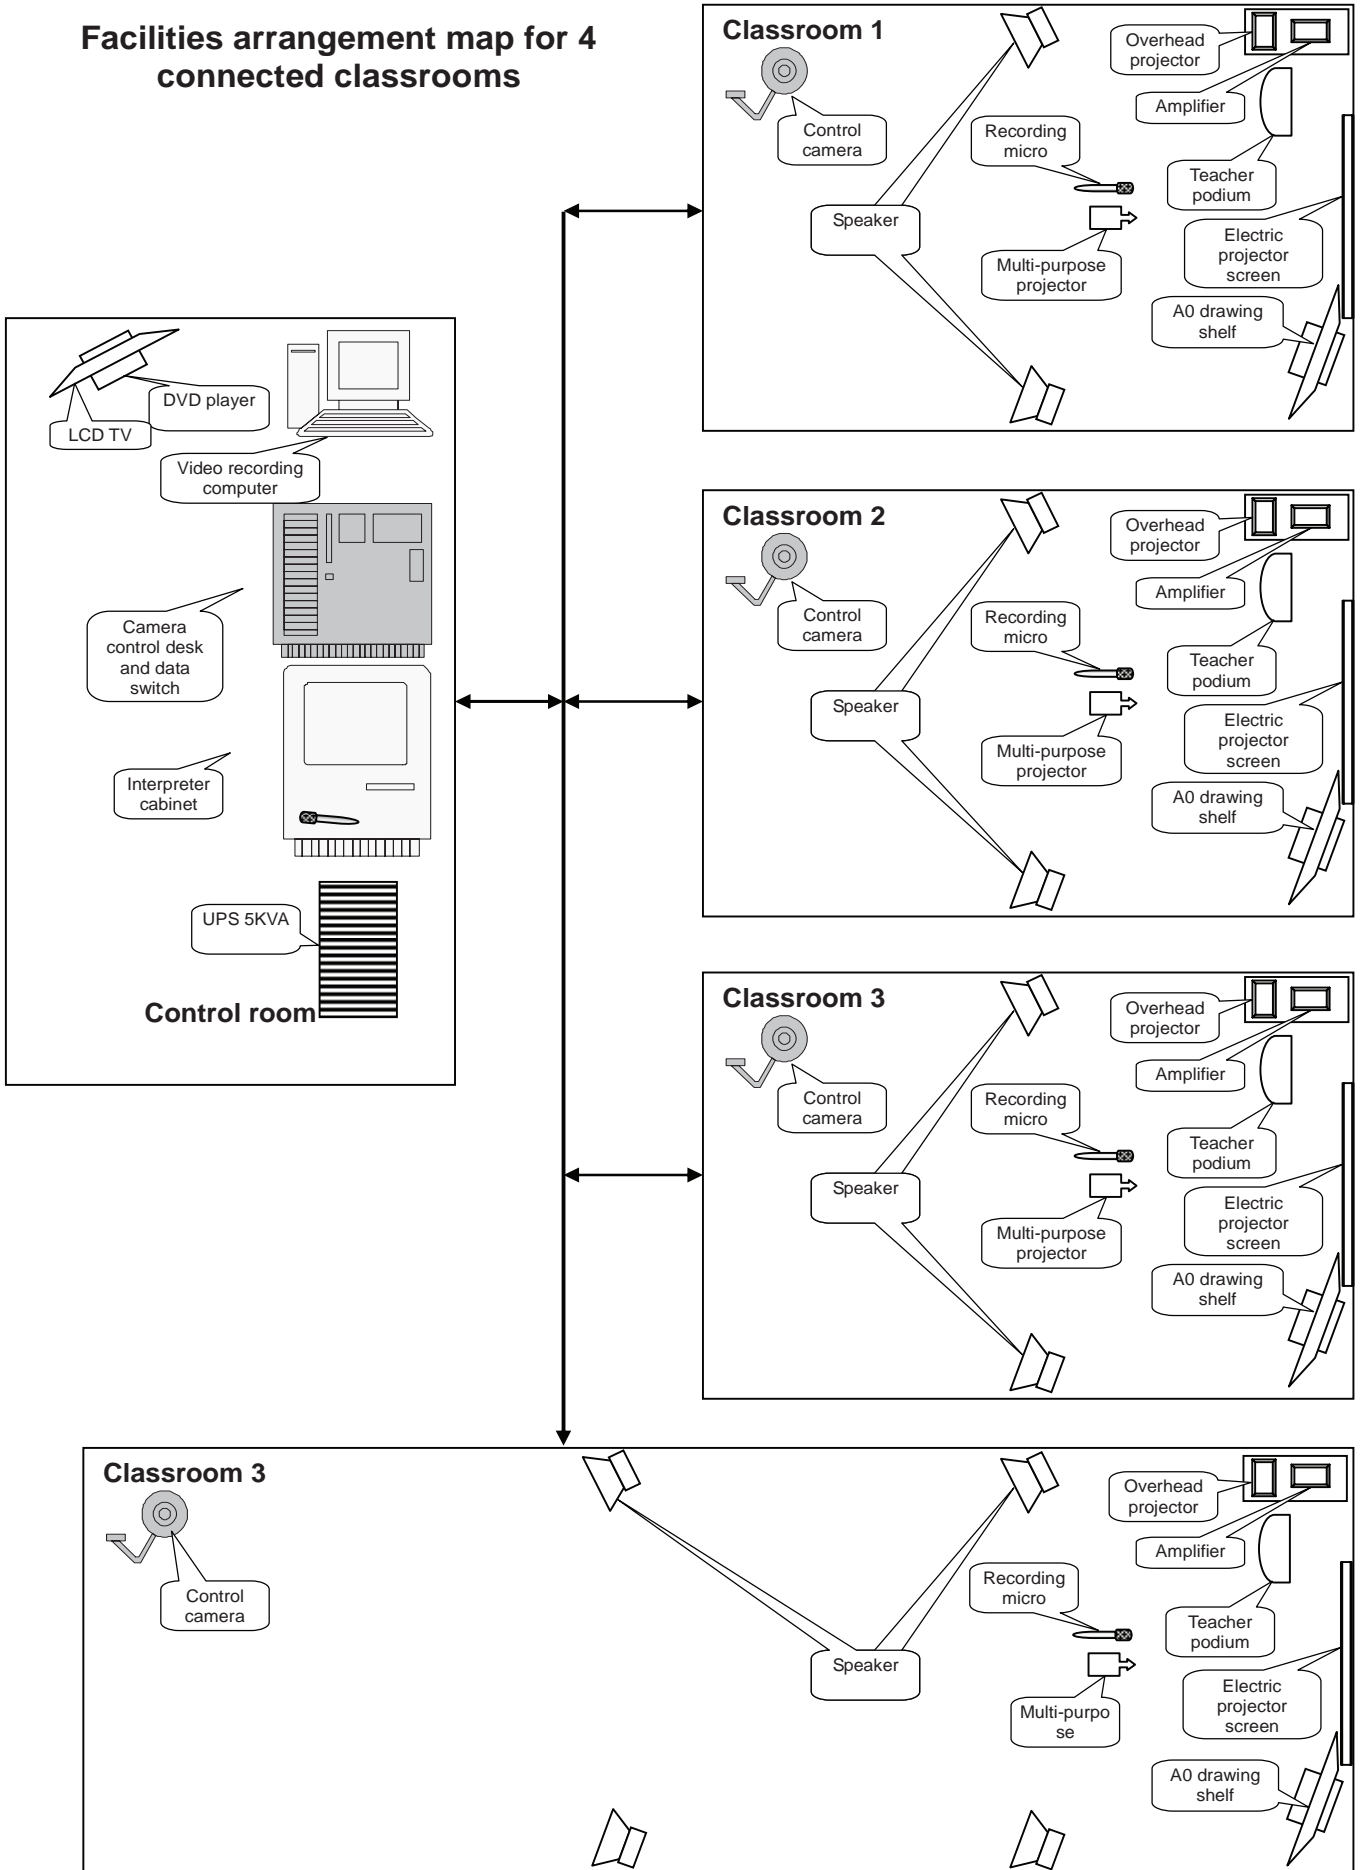 Facilities arrangement map for 4
connected classrooms
Classroom 1
Overhead
projector
Amplifier
Control
camera
Recording
micro
Teacher
podium
Speaker
Electric
projector
screen
Multi-purpose
projector
A0 drawing
shelf
DVD player
LCD TV
Video recording
computer
Camera
control desk
and data
switch
Interpreter
cabinet
UPS 5KVA
Control room
Classroom 2
Overhead
projector
Amplifier
Control
camera
Recording
micro
Teacher
podium
Speaker
Electric
projector
screen
Multi-purpose
projector
A0 drawing
shelf
Classroom 3
Overhead
projector
Amplifier
Control
camera
Recording
micro
Teacher
podium
Speaker
Electric
projector
screen
Multi-purpose
projector
A0 drawing
shelf
Classroom 3
Overhead
projector
Amplifier
Control
camera
Recording
micro
Teacher
podium
Speaker
Electric
projector
screen
Multi-purpo
se
A0 drawing
shelf